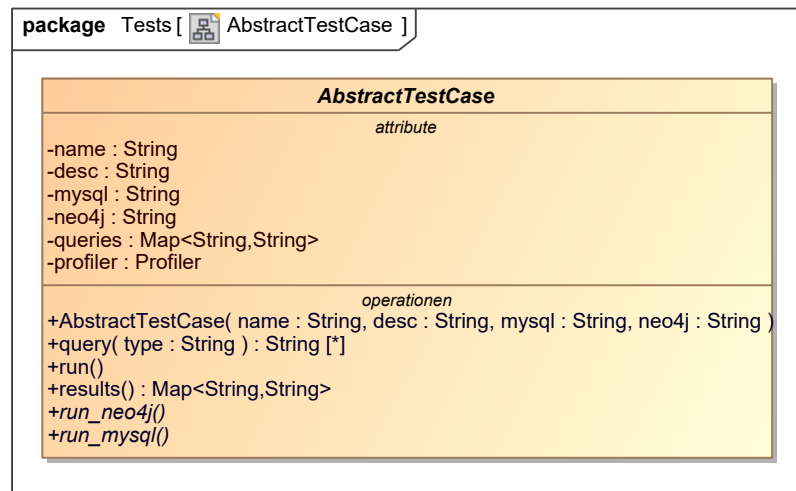 package Tests [ AbstractTestCase ]
AbstractTestCase
attribute
-name : String
-desc : String
-mysql : String
-neo4j : String
-queries : Map<String,String>
-profiler : Profiler
operationen
+AbstractTestCase( name : String, desc : String, mysql : String, neo4j : String )
+query( type : String ) : String [*]
+run()
+results() : Map<String,String>
+run_neo4j()
+run_mysql()